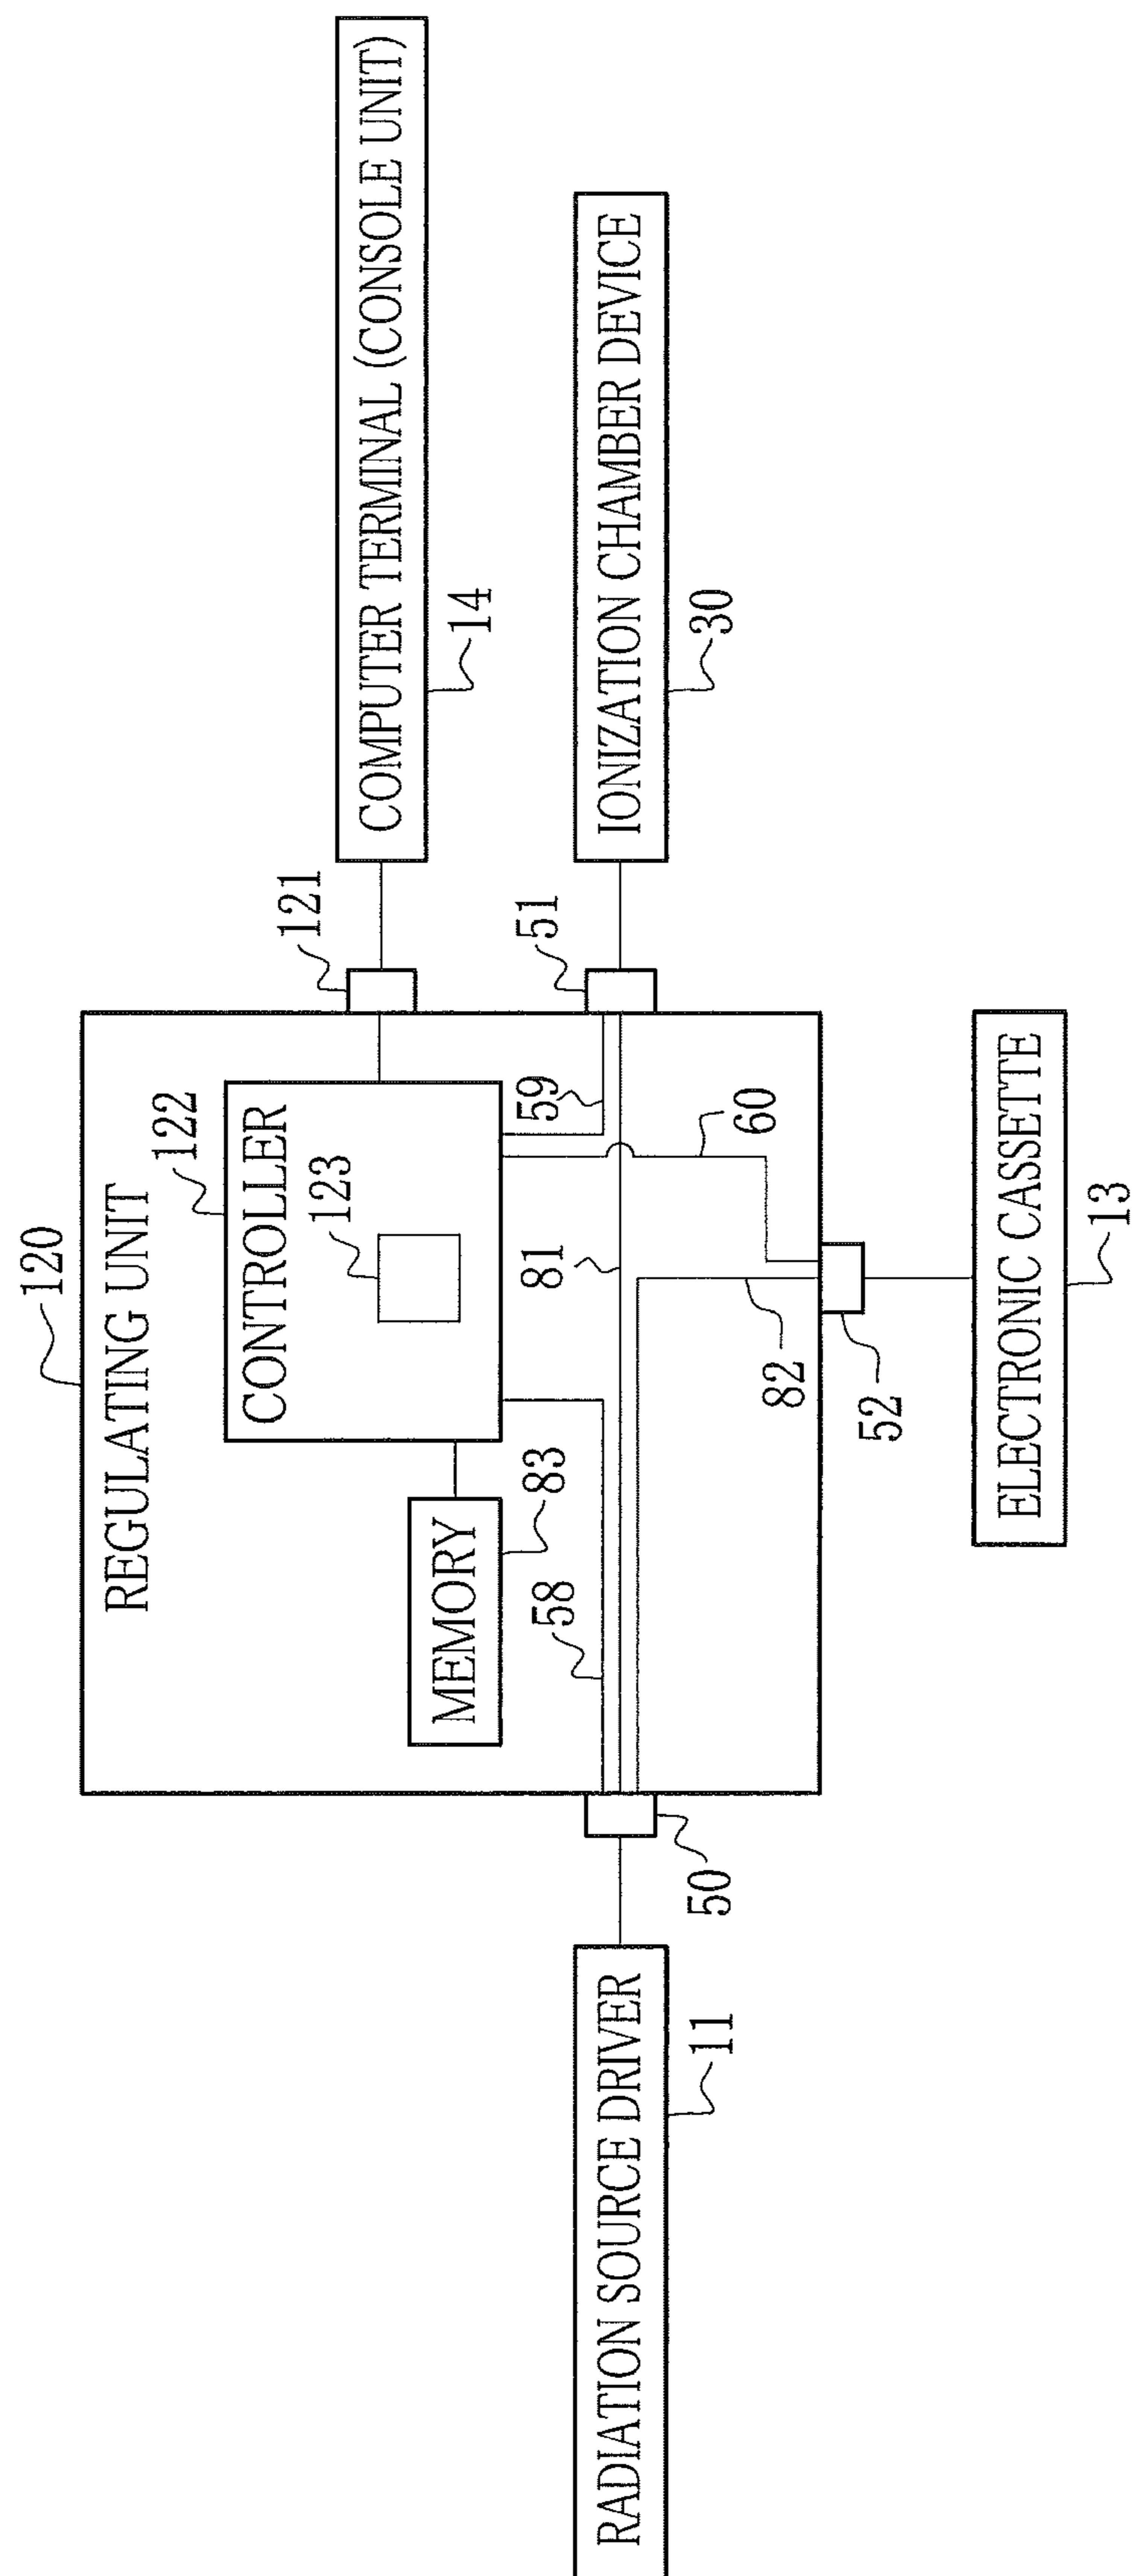 120
REGULATING UNIT
122
CONTROLLER
123
121
COMPUTER TERMINAL (CONSOLE UNIT)
14
MEMORY
83
58
81
59
51
IONIZATION CHAMBER DEVICE
30
RADIATION SOURCE DRIVER
11
50
82
60
52
ELECTRONIC CASSETTE
13